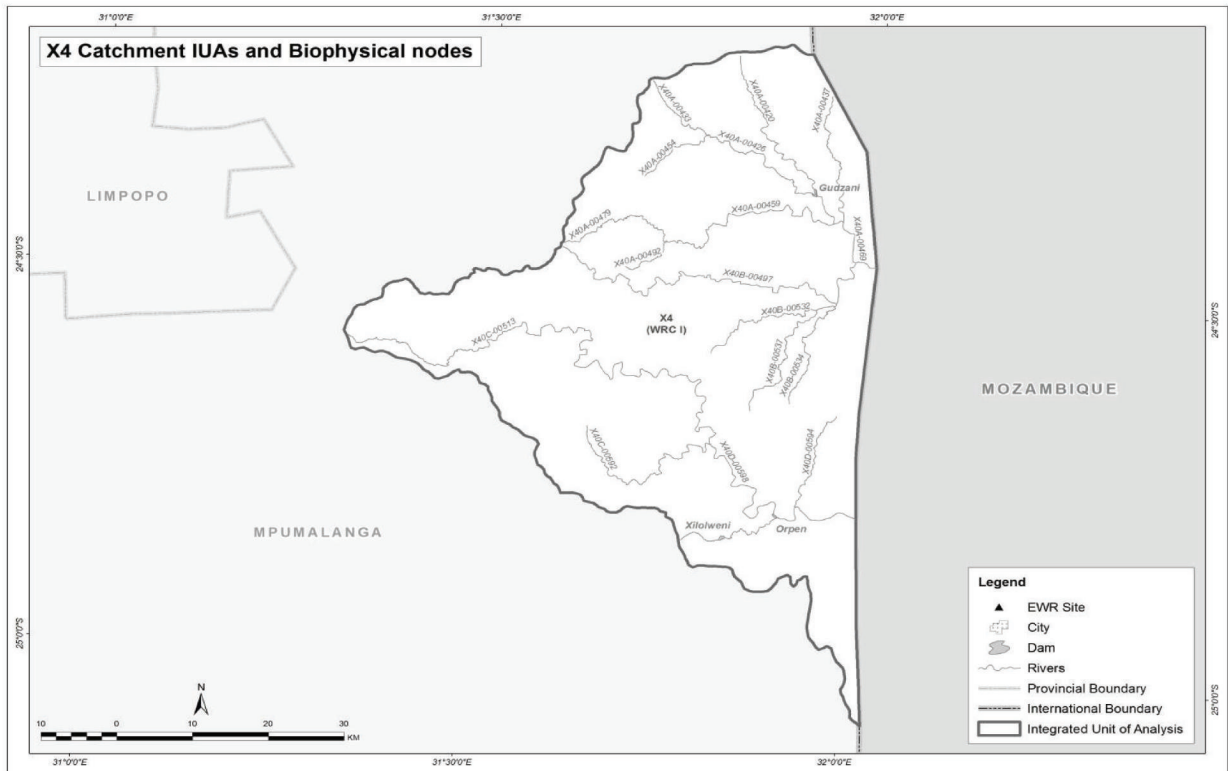 31°0'0"E
31°30'0"E
32°0'0"E
X4 Catchment IUAs and Biophysical nodes
X40A-00433
X40A-00420
X40A-00437
X40A-00454
X40A-00426
LIMPOPO
Gudzani
X40A-00459
X40A-00479
X40A-00469
24°30'0"S
X40A-00492
X40B-00497
X40B-00532
X4
(WRC I)
24°30'0"S
X40C-00513
X40B-00537
X40B-00534
MOZAMBIQUE
X40D-00594
X40C-00592
X40D-00598
Xilolweni
Orpen
MPUMALANGA
Legend
EWR Site
City
Dam
Rivers
Provincial Boundary
International Boundary
Integrated Unit of Analysis
25°0'0"S
25°0'0"S
N
10 0 10 20 30
KM
31°0'0"E
31°30'0"E
32°0'0"E